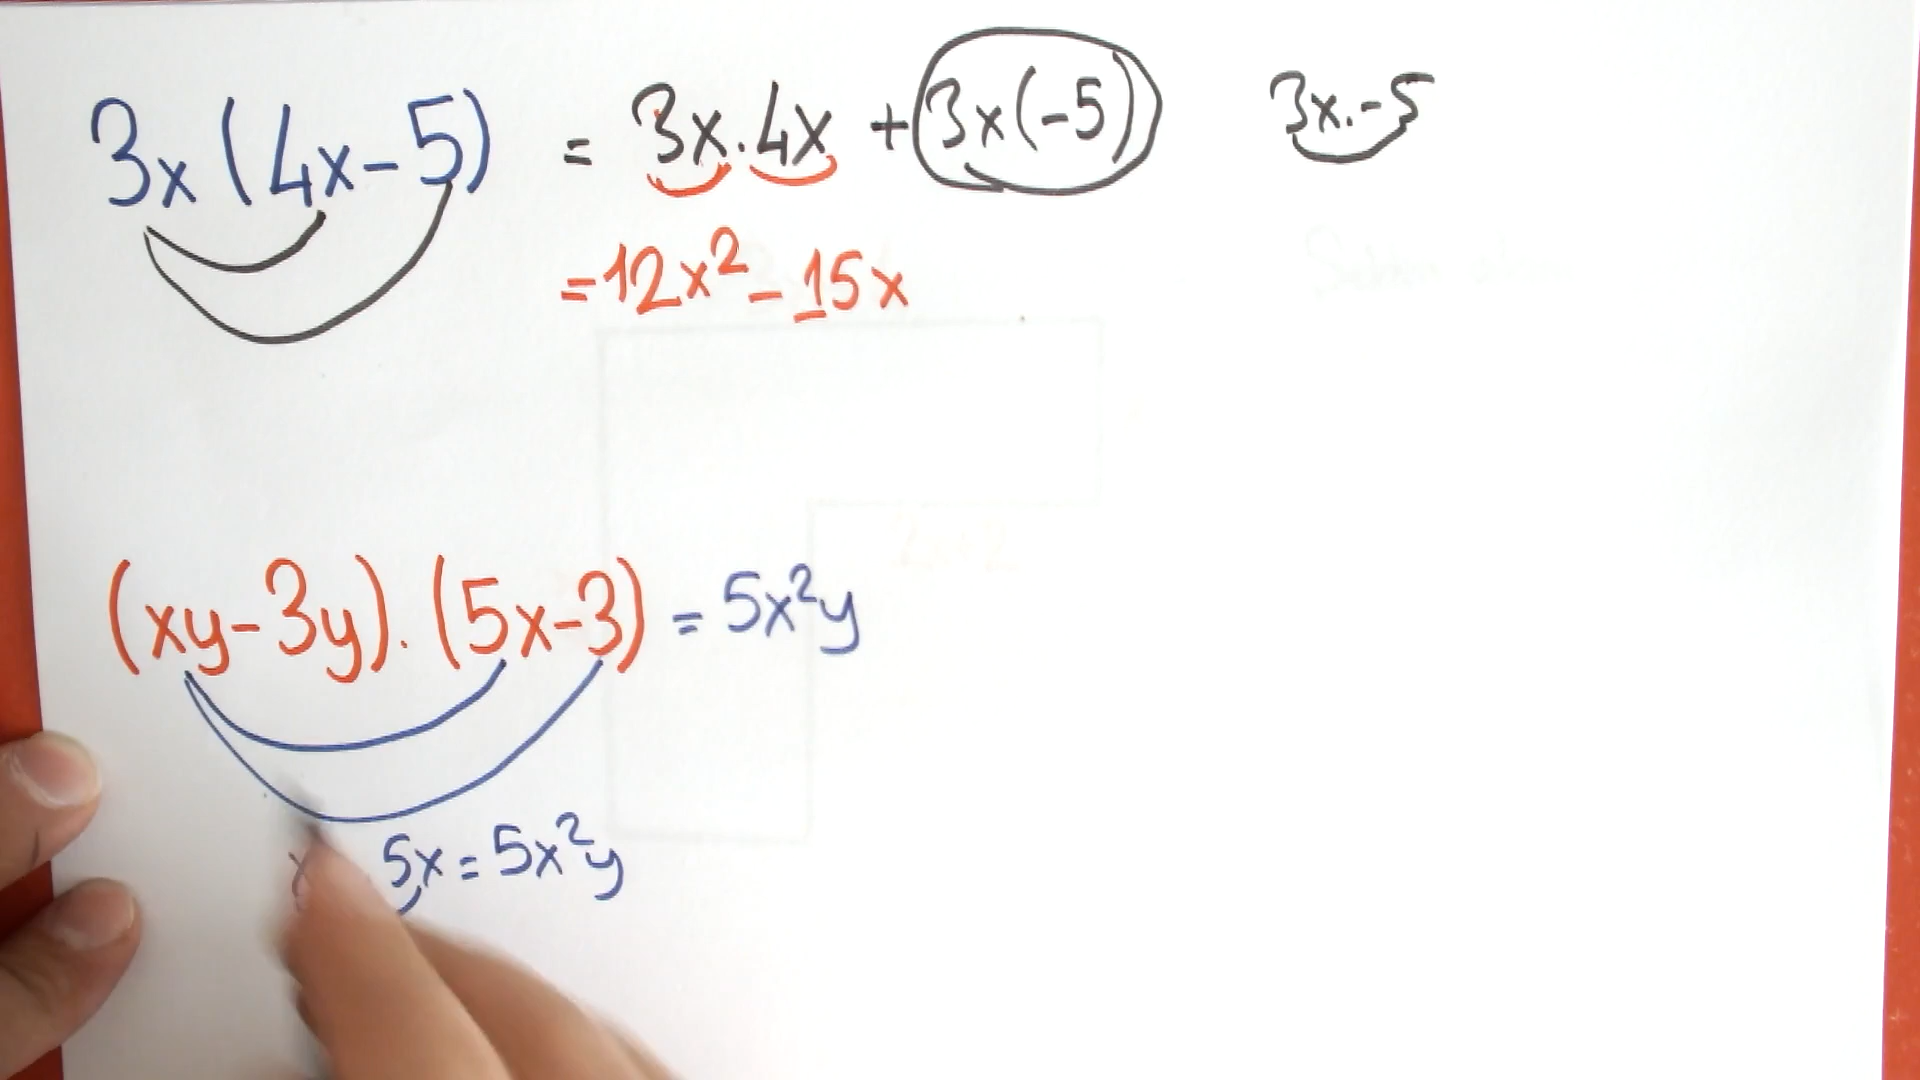 3x(4x-5) = 3x.4x + 3x(-5) 3x.-5
=12x²-15x
(xy-3y).(5x-3) = 5x²y
5x = 5x²y